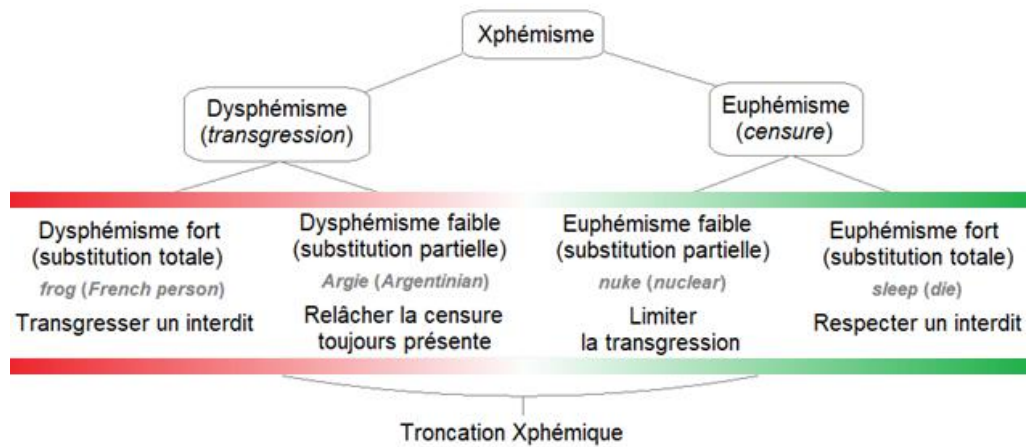 Xphémisme
Dysphémisme
(transgression)
Euphémisme
(censure)
Dysphémisme fort
(substitution totale)
frog (French person)
Transgresser un interdit
Dysphémisme faible
(substitution partielle)
Argie (Argentinian)
Relâcher la censure
toujours présente
Euphémisme faible
(substitution partielle)
nuke (nuclear)
Limiter
la transgression
Euphémisme fort
(substitution totale)
sleep (die)
Respecter un interdit
Troncation Xphémique